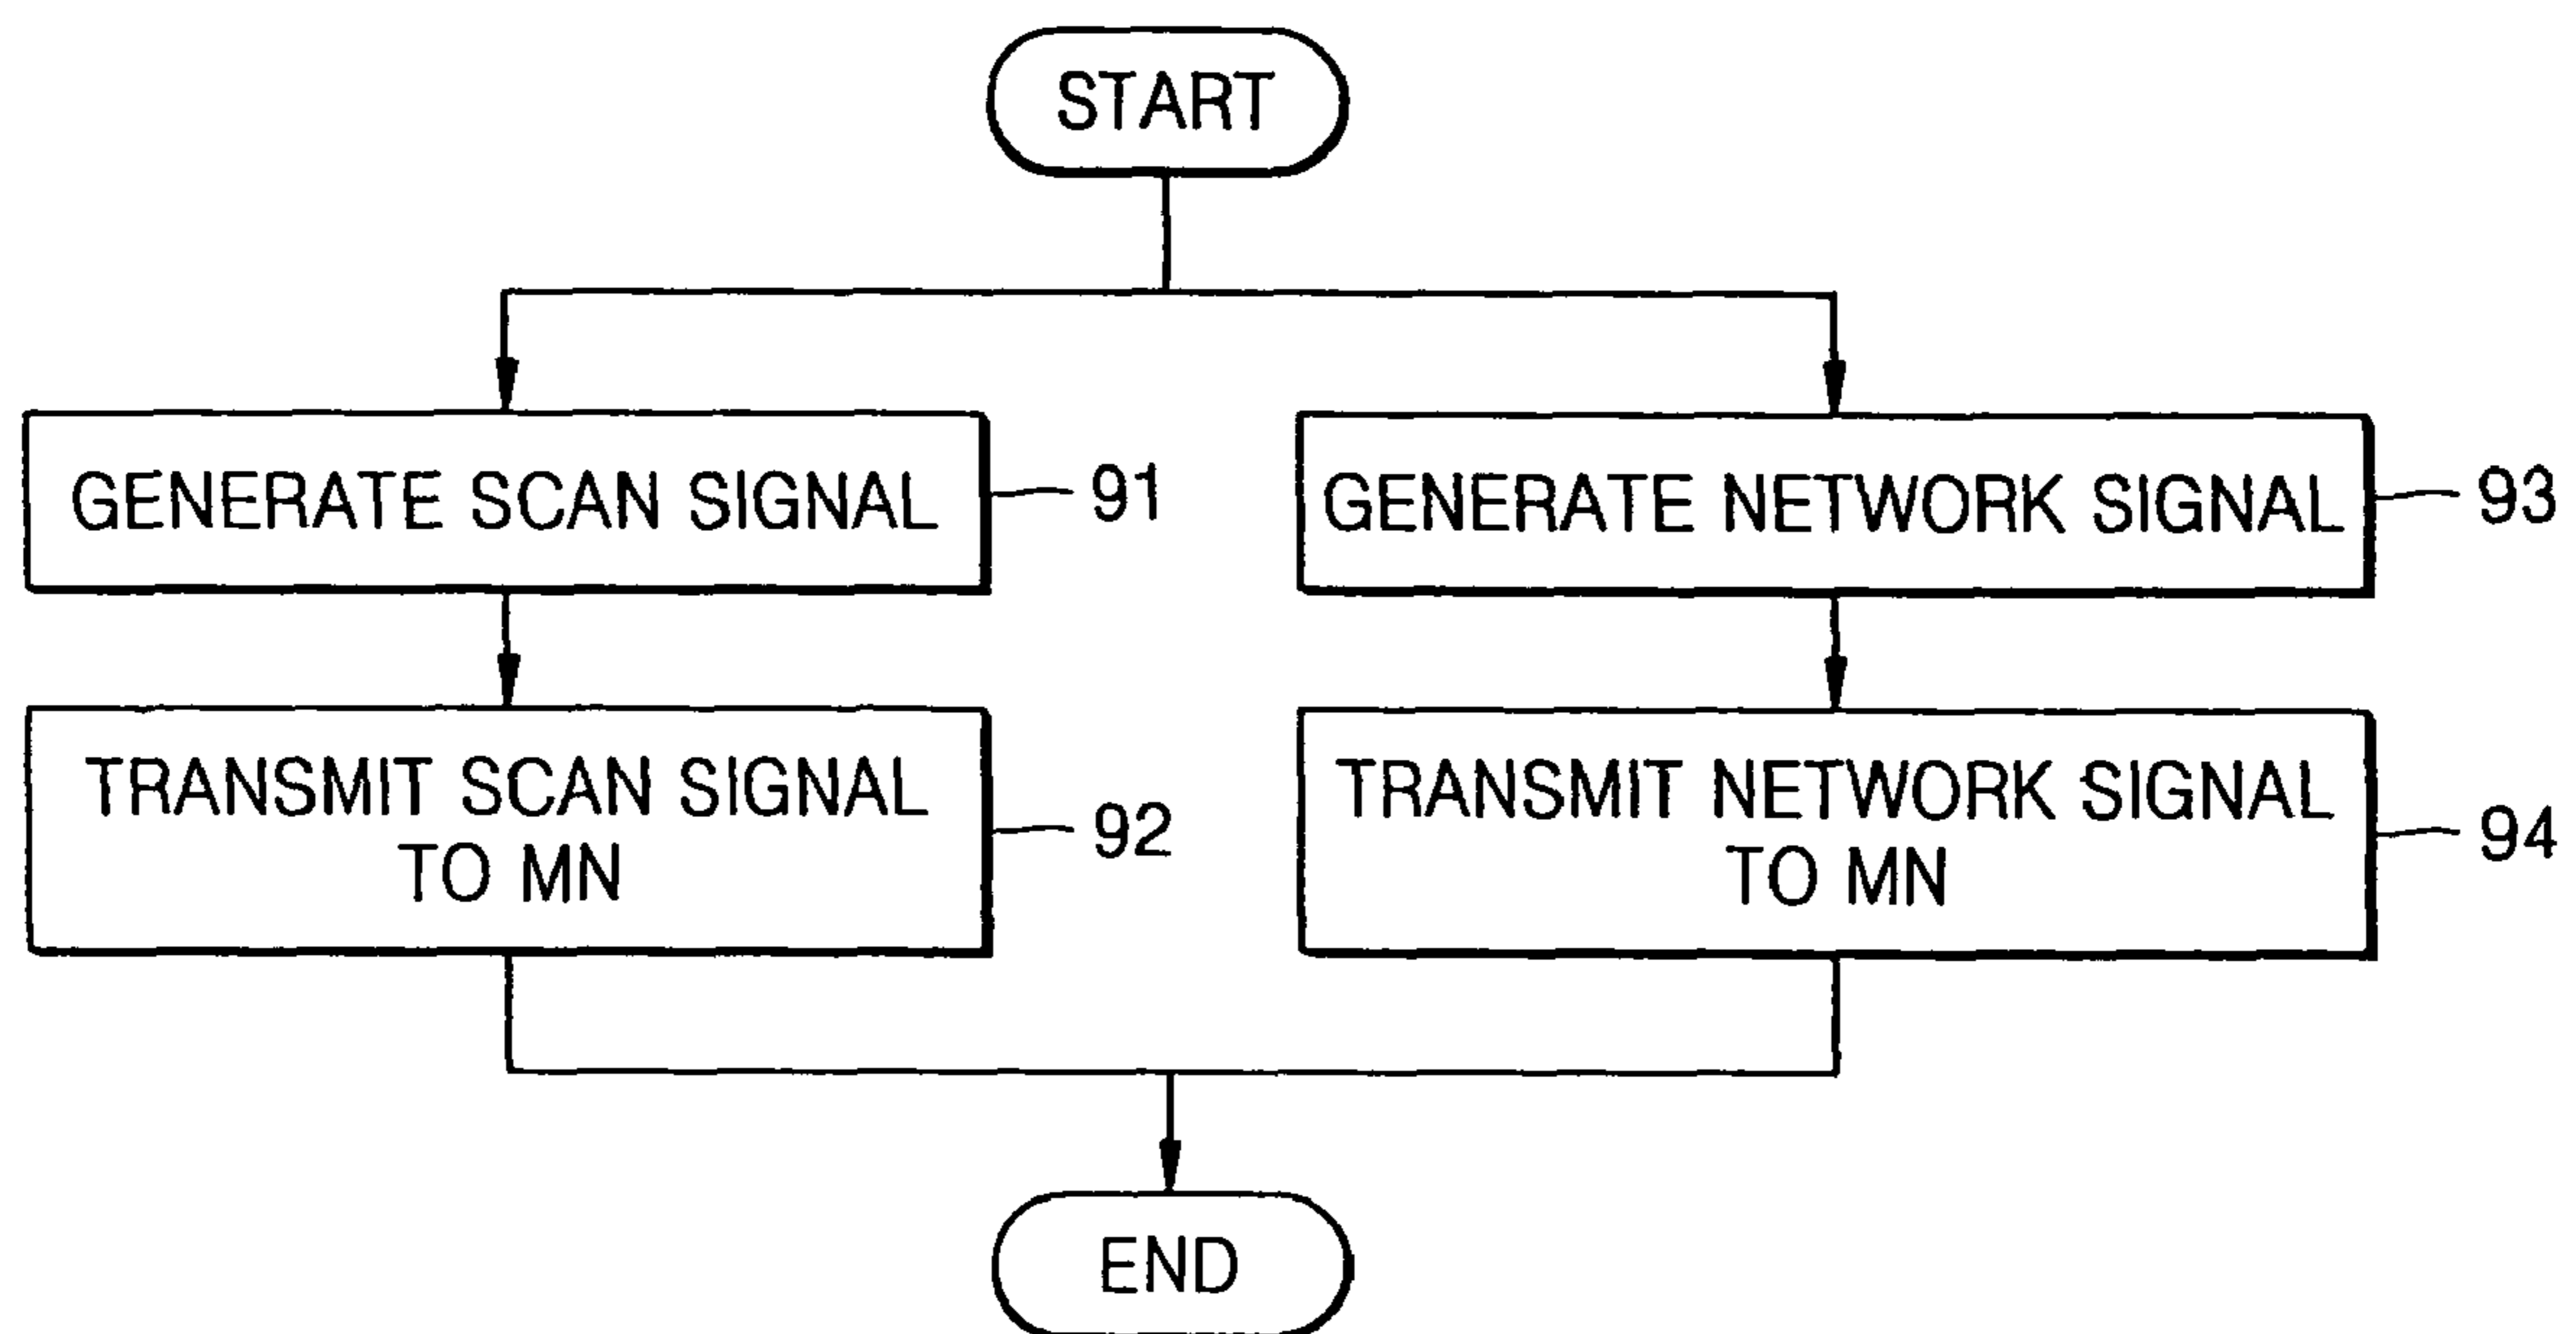 START
GENERATE SCAN SIGNAL
91
GENERATE NETWORK SIGNAL
93
TRANSMIT SCAN SIGNAL
TO MN
92
TRANSMIT NETWORK SIGNAL
TO MN
94
END